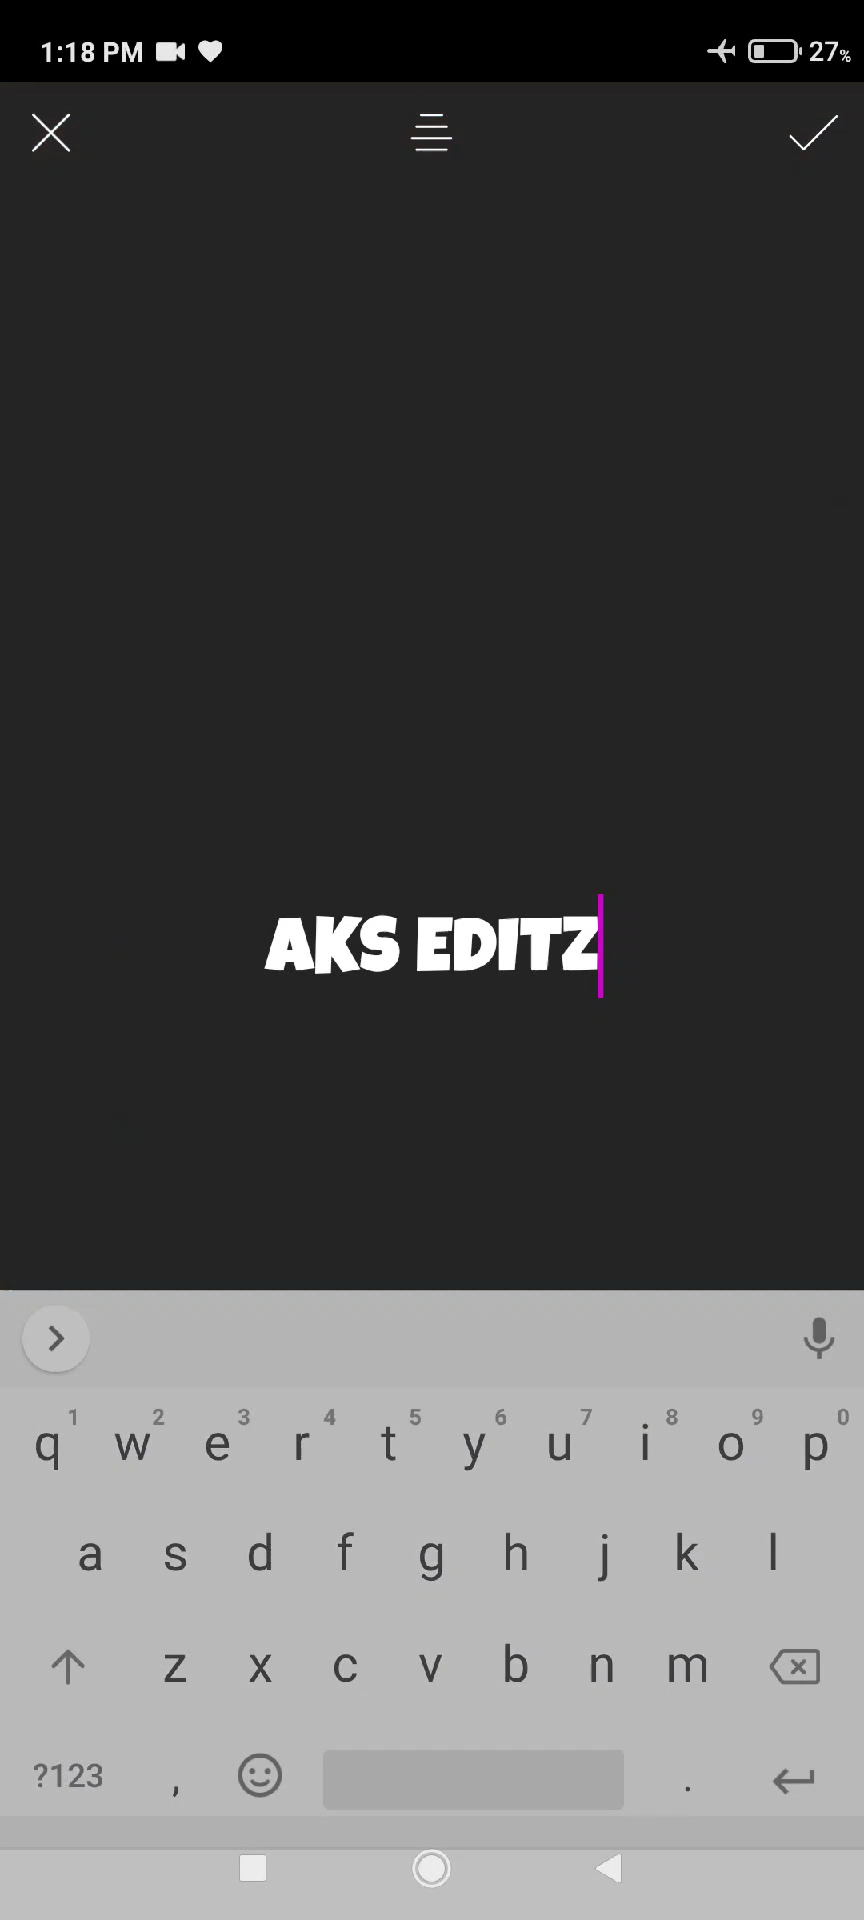 1:18 PM 27%
AKS EDITZ
1 2 3 4 5 6 7 8 9 0
q w e r t y u i o p
a s d f g h j k l
z x c v b n m
?123 , .